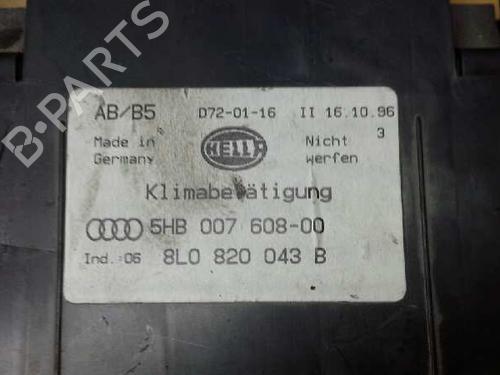 B-PARTS
AB/B5 D72-01-16 II 16.10.96
3
Made in Germany
HELLA
Nicht werfen
Klimabetätigung
5HB 007 608-00
Ind.:06 8L0 820 043 B